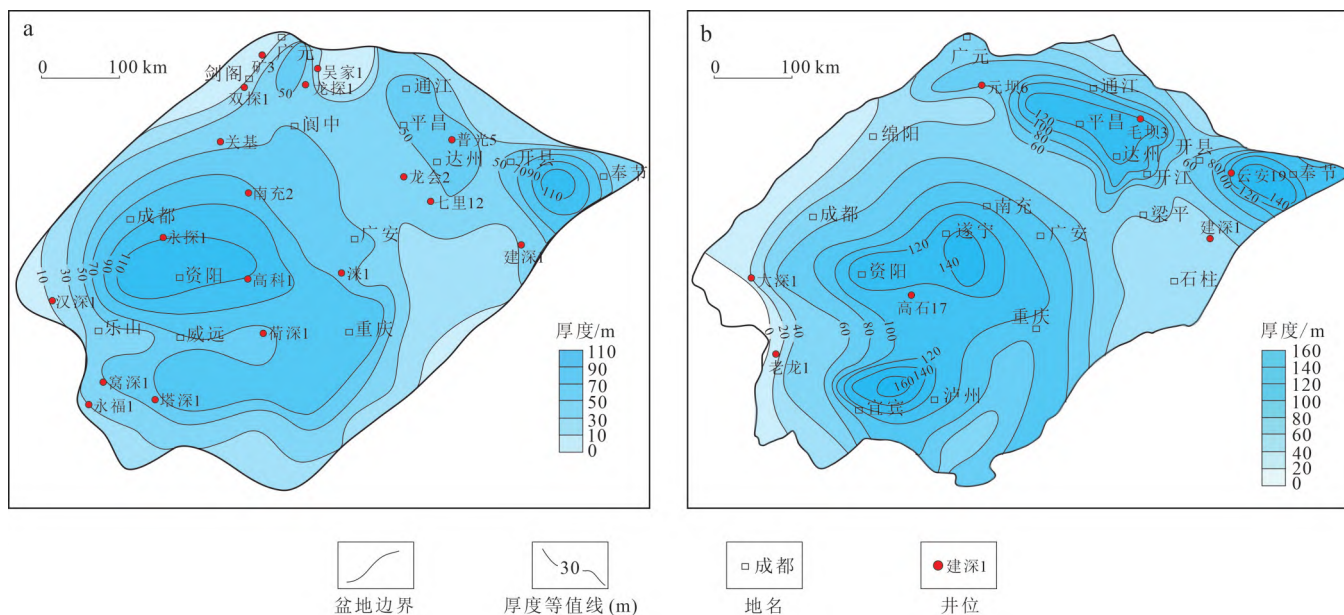 a
0 100 km
广元
矿3
吴家1
剑阁
双探1
龙探1
50
通江
阆中
平昌
50
普光5
关基
达州
开县
50
70
90
110
奉节
龙会2
南充2
七里12
成都
永探1
广安
建深1
涞1
资阳
高科1
110
90
70
50
30
10
汉深1
乐山
威远
荷深1
重庆
窝深1
塔深1
永福1
厚度/m
110
90
70
50
30
10
0
b
0 100 km
广元
元坝6
通江
120
100
80
60
平昌
毛坝3
绵阳
达州
开县
开江
60
80
100
云安19
奉节
120
140
成都
南充
梁平
遂宁
广安
建深1
120
140
资阳
大深1
石柱
高石17
重庆
0
20
40
60
80
100
老龙1
120
140
160
宜宾
泸州
厚度/m
160
140
120
100
80
60
40
20
0
30
成都
建深1
盆地边界
厚度等值线(m)
地名
井位